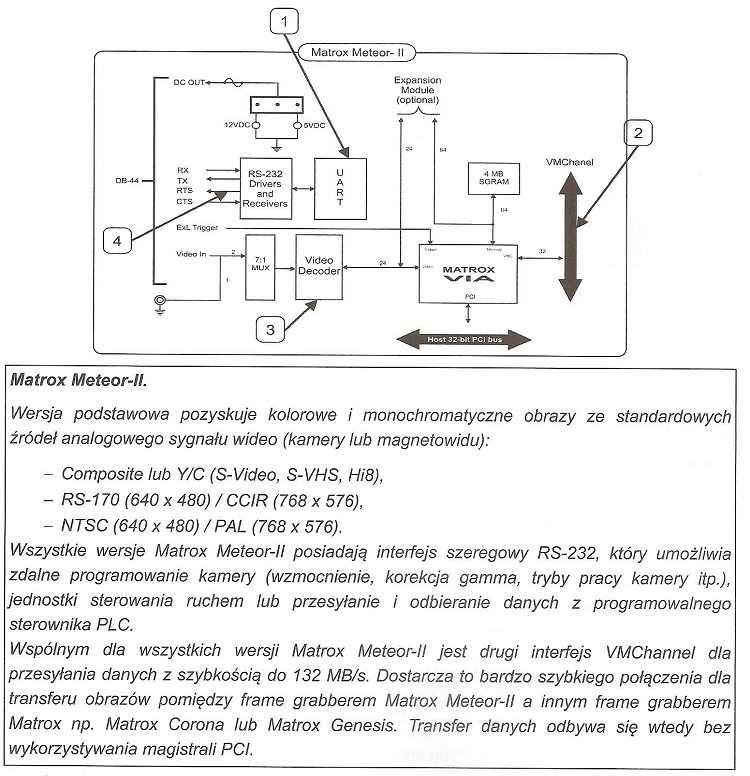 1
Matrox Meteor- II
DC OUT
Expansion
Module
(optional)
12VDC
5VDC
2
VMChanel
24
64
RX
TX
RTS
CTS
DB-44
RS-232
Drivers
and
Receivers
UART
4 MB
SGRAM
64
4
ExL Trigger
Video In
2
1
7:1
MUX
Video
Decoder
24
Video
Memory
Video
VMC
MATROX
VIA
PCI
32
3
Host 32-bit PCI bus
Matrox Meteor-II.
Wersja podstawowa pozyskuje kolorowe i monochromatyczne obrazy ze standardowych
źródeł analogowego sygnału wideo (kamery lub magnetowidu):
– Composite lub Y/C (S-Video, S-VHS, Hi8),
– RS-170 (640 x 480) / CCIR (768 x 576),
– NTSC (640 x 480) / PAL (768 x 576).
Wszystkie wersje Matrox Meteor-II posiadają interfejs szeregowy RS-232, który umożliwia
zdalne programowanie kamery (wzmocnienie, korekcja gamma, tryby pracy kamery itp.),
jednostki sterowania ruchem lub przesyłanie i odbieranie danych z programowalnego
sterownika PLC.
Wspólnym dla wszystkich wersji Matrox Meteor-II jest drugi interfejs VMChannel dla
przesyłania danych z szybkością do 132 MB/s. Dostarcza to bardzo szybkiego połączenia dla
transferu obrazów pomiędzy frame grabberem Matrox Meteor-II a innym frame grabberem
Matrox np. Matrox Corona lub Matrox Genesis. Transfer danych odbywa się wtedy bez
wykorzystywania magistrali PCI.